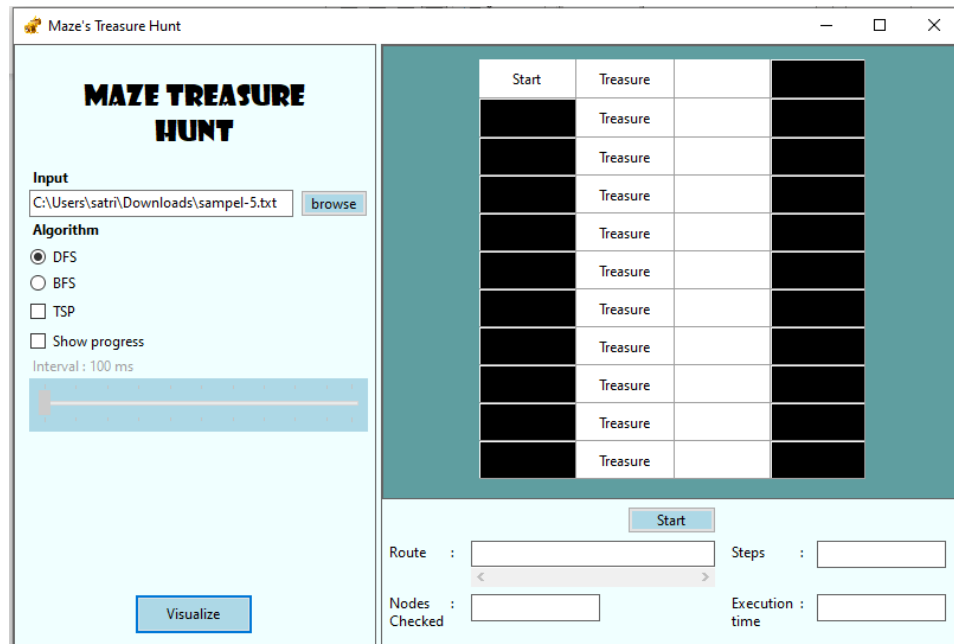 Maze's Treasure Hunt
MAZE TREASURE
HUNT
Input
C:\Users\satri\Downloads\sampel-5.txt browse
Algorithm
DFS
BFS
TSP
Show progress
Interval : 100 ms
Visualize
Start Treasure
Treasure
Treasure
Treasure
Treasure
Treasure
Treasure
Treasure
Treasure
Treasure
Treasure
Start
Route : Steps :
Nodes : Execution :
Checked time